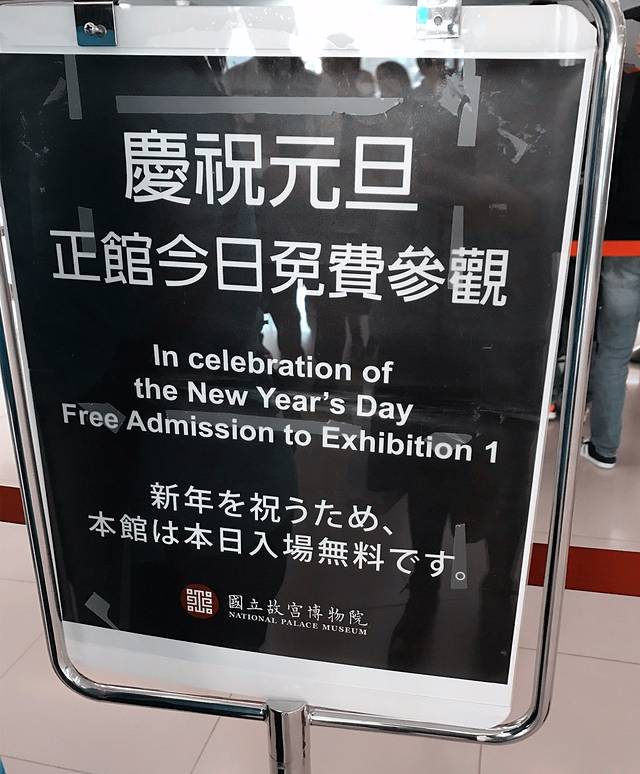 慶祝元旦
正館今日免費參觀
In celebration of
the New Year's Day
Free Admission to Exhibition 1
新年を祝うため、
本館は本日入場無料です。
國立故宮博物院
NATIONAL PALACE MUSEUM